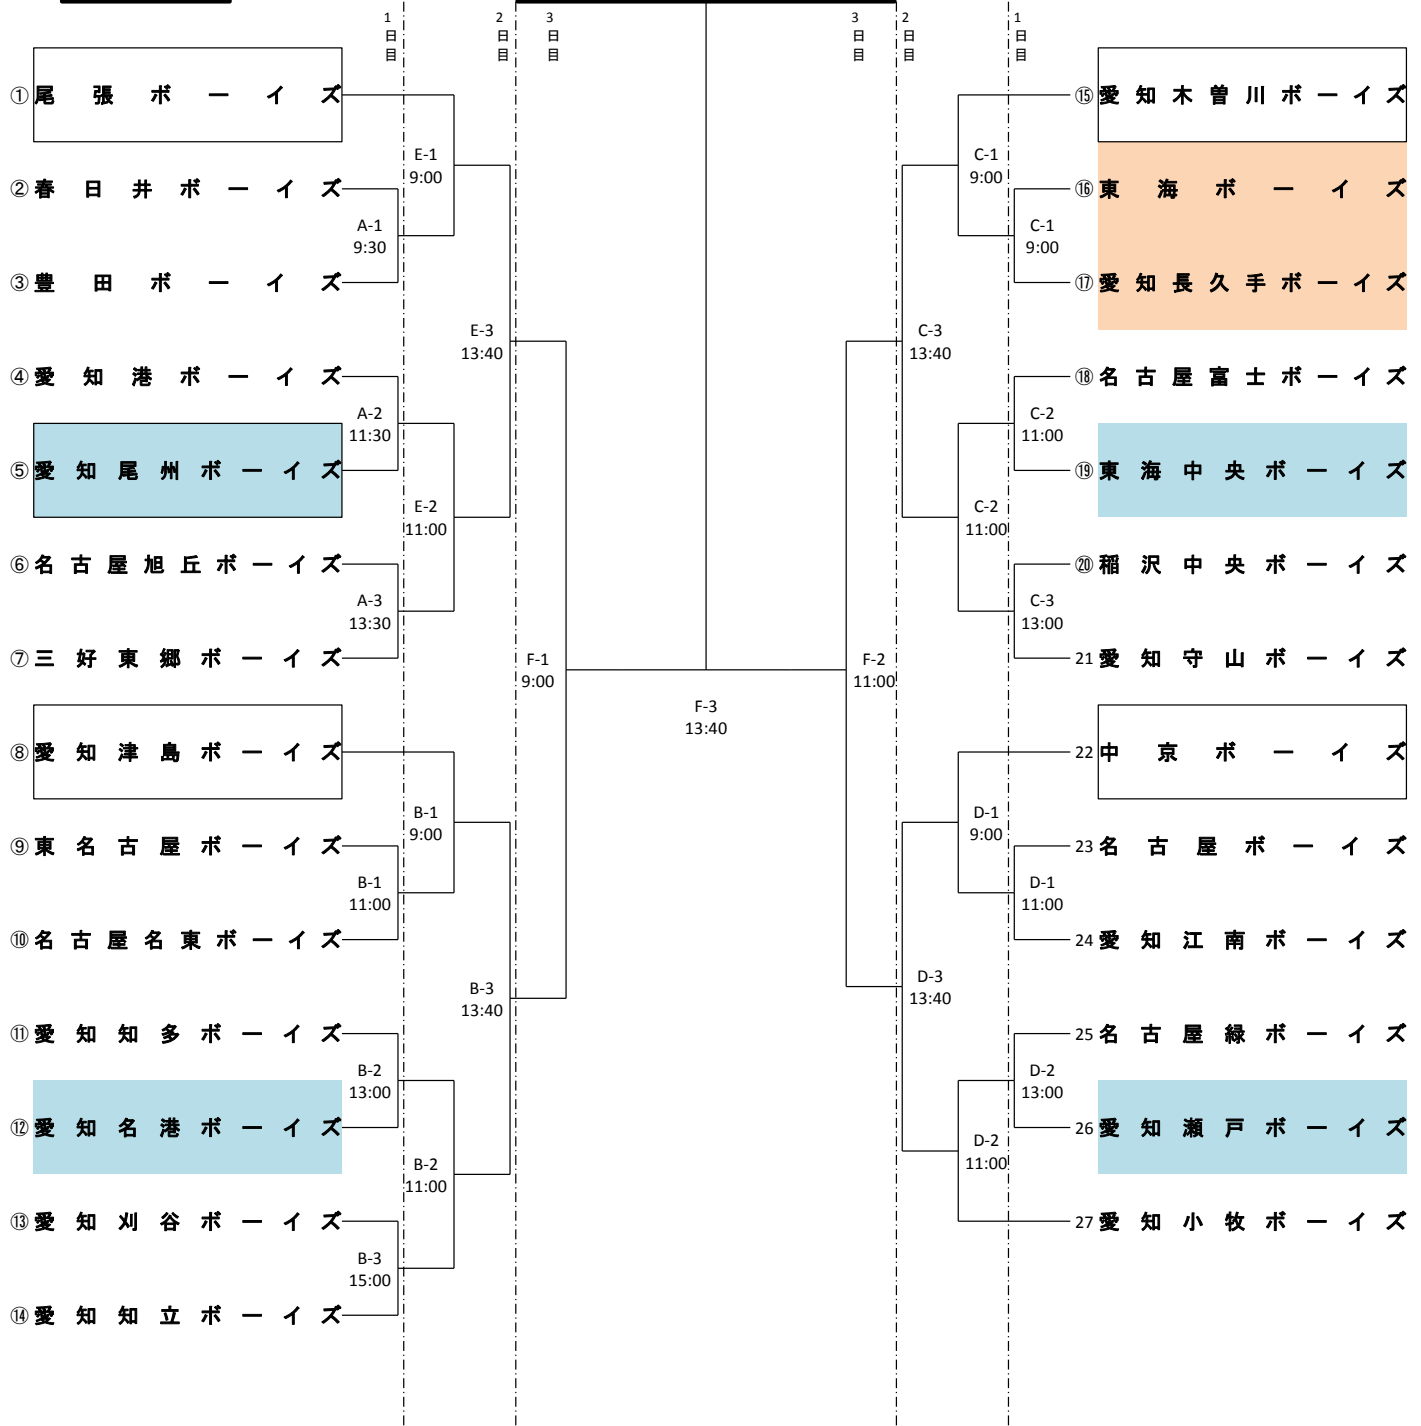 1日目
2日目
3日目
3日目
2日目
1日目
①尾張ボーイズ
E-1
9:00
②春日井ボーイズ
A-1
9:30
③豊田ボーイズ
E-3
13:40
④愛知港ボーイズ
A-2
11:30
⑤愛知尾州ボーイズ
E-2
11:00
⑥名古屋旭丘ボーイズ
A-3
13:30
⑦三好東郷ボーイズ
F-1
9:00
⑧愛知津島ボーイズ
B-1
9:00
⑨東名古屋ボーイズ
B-1
11:00
⑩名古屋名東ボーイズ
B-3
13:40
⑪愛知知多ボーイズ
B-2
13:00
⑫愛知名港ボーイズ
B-2
11:00
⑬愛知刈谷ボーイズ
B-3
15:00
⑭愛知知立ボーイズ
F-3
13:40
⑮愛知木曽川ボーイズ
C-1
9:00
⑯東海ボーイズ
C-1
9:00
⑰愛知長久手ボーイズ
C-3
13:40
⑱名古屋富士ボーイズ
C-2
11:00
⑲東海中央ボーイズ
C-2
11:00
⑳稲沢中央ボーイズ
C-3
13:00
21愛知守山ボーイズ
F-2
11:00
22中京ボーイズ
D-1
9:00
23名古屋ボーイズ
D-1
11:00
24愛知江南ボーイズ
D-3
13:40
25名古屋緑ボーイズ
D-2
13:00
26愛知瀬戸ボーイズ
D-2
11:00
27愛知小牧ボーイズ